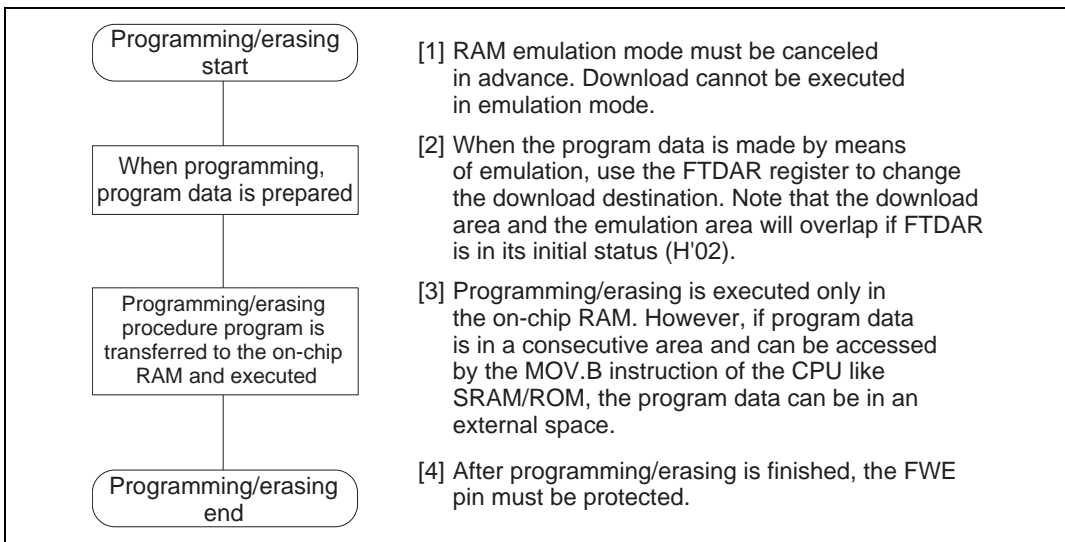 Programming/erasing
start
When programming,
program data is prepared
Programming/erasing
procedure program is
transferred to the on-chip
RAM and executed
Programming/erasing
end
[1] RAM emulation mode must be canceled
in advance. Download cannot be executed
in emulation mode.
[2] When the program data is made by means
of emulation, use the FTDAR register to change
the download destination. Note that the download
area and the emulation area will overlap if FTDAR
is in its initial status (H'02).
[3] Programming/erasing is executed only in
the on-chip RAM. However, if program data
is in a consecutive area and can be accessed
by the MOV.B instruction of the CPU like
SRAM/ROM, the program data can be in an
external space.
[4] After programming/erasing is finished, the FWE
pin must be protected.